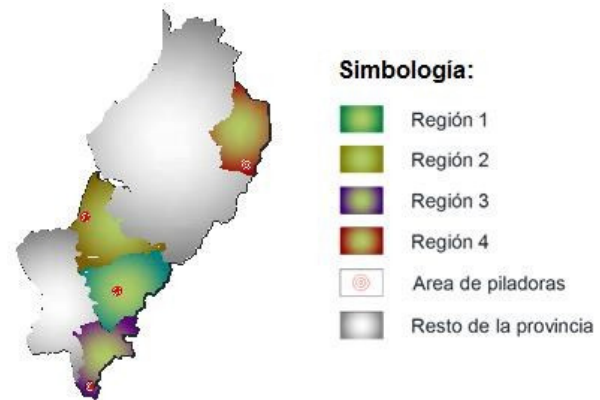 Simbología:
Región 1
Región 2
Región 3
Región 4
Area de piladoras
Resto de la provincia